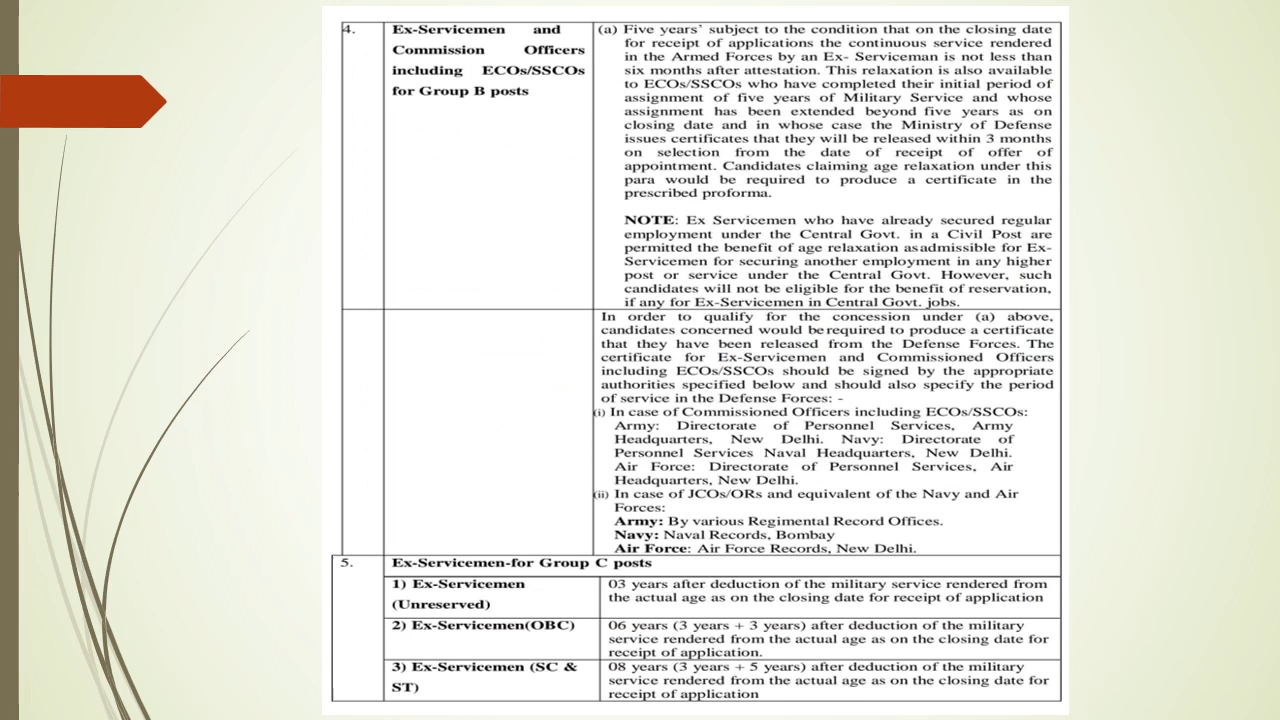 4.
Ex-Servicemen and
Commission Officers
including ECOs/SSCOs
for Group B posts
(a) Five years’ subject to the condition that on the closing date
for receipt of applications the continuous service rendered
in the Armed Forces by an Ex- Serviceman is not less than
six months after attestation. This relaxation is also available
to ECOs/SSCOs who have completed their initial period of
assignment of five years of Military Service and whose
assignment has been extended beyond five years as on
closing date and in whose case the Ministry of Defense
issues certificates that they will be released within 3 months
on selection from the date of receipt of offer of
appointment. Candidates claiming age relaxation under this
para would be required to produce a certificate in the
prescribed proforma.
NOTE: Ex Servicemen who have already secured regular
employment under the Central Govt. in a Civil Post are
permitted the benefit of age relaxation asadmissible for Ex-
Servicemen for securing another employment in any higher
post or service under the Central Govt. However, such
candidates will not be eligible for the benefit of reservation,
if any for Ex-Servicemen in Central Govt. jobs.
In order to qualify for the concession under (a) above,
candidates concerned would be required to produce a certificate
that they have been released from the Defense Forces. The
certificate for Ex-Servicemen and Commissioned Officers
including ECOs/SSCOs should be signed by the appropriate
authorities specified below and should also specify the period
of service in the Defense Forces: -
(i) In case of Commissioned Officers including ECOs/SSCOs:
Army: Directorate of Personnel Services, Army
Headquarters, New Delhi. Navy: Directorate of
Personnel Services Naval Headquarters, New Delhi.
Air Force: Directorate of Personnel Services, Air
Headquarters, New Delhi.
(ii) In case of JCOs/ORs and equivalent of the Navy and Air
Forces:
Army: By various Regimental Record Offices.
Navy: Naval Records, Bombay
Air Force: Air Force Records, New Delhi.
5.
Ex-Servicemen-for Group C posts
1) Ex-Servicemen
(Unreserved)
03 years after deduction of the military service rendered from
the actual age as on the closing date for receipt of application
2) Ex-Servicemen(OBC)
06 years (3 years + 3 years) after deduction of the military
service rendered from the actual age as on the closing date for
receipt of application.
3) Ex-Servicemen (SC &
ST)
08 years (3 years + 5 years) after deduction of the military
service rendered from the actual age as on the closing date for
receipt of application